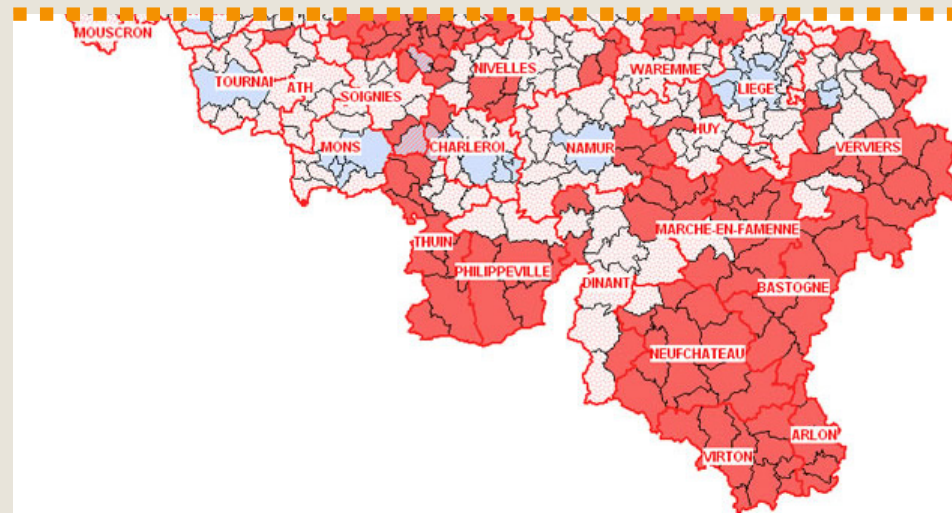 MOUSCRON
TOURNAI
ATH
SOIGNIES
NIVELLES
WAREMME
LIEGE
MONS
CHARLEROI
NAMUR
HUY
VERVIERS
THUIN
PHILIPPEVILLE
DINANT
MARCHE-EN-FAMENNE
BASTOGNE
NEUFCHATEAU
ARLON
VIRTON